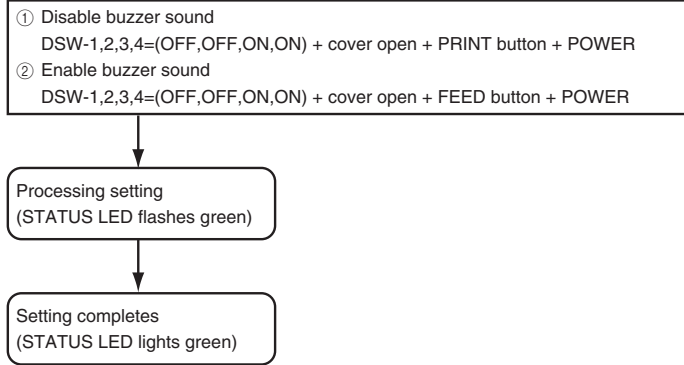 ① Disable buzzer sound
DSW-1,2,3,4=(OFF,OFF,ON,ON) + cover open + PRINT button + POWER
② Enable buzzer sound
DSW-1,2,3,4=(OFF,OFF,ON,ON) + cover open + FEED button + POWER
Processing setting
(STATUS LED flashes green)
Setting completes
(STATUS LED lights green)